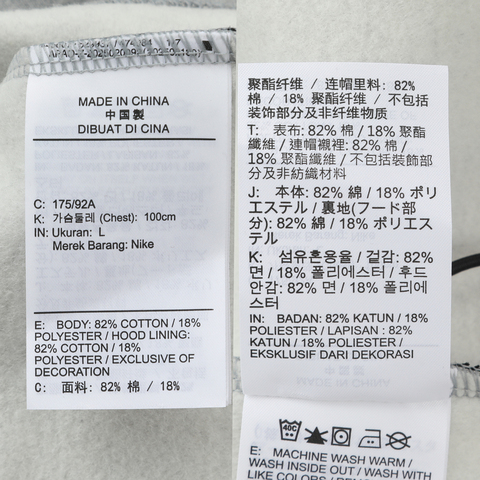 MADE IN CHINA
中国製
DIBUAT DI CINA
C: 175/92A
K: 가슴둘레 (Chest): 100cm
IN: Ukuran: L
Merek Barang: Nike
E: BODY: 82% COTTON / 18%
POLYESTER / HOOD LINING:
82% COTTON / 18%
POLYESTER / EXCLUSIVE OF
DECORATION
C: 面料: 82% 棉 / 18%
聚酯纤维 / 连帽里料: 82%
棉 / 18% 聚酯纤维 / 不包括
装饰部分及非纤维物质
T: 表布: 82% 棉 / 18% 聚酯
纖維 / 連帽襯裡: 82% 棉 /
18% 聚酯纖維 / 不包括裝飾部
分及非紡織材料
J: 本体: 82% 綿 / 18% ポリ
エステル / 裏地(フード部
分): 82% 綿 / 18% ポリエス
テル
K: 섬유혼용율 / 겉감: 82%
면 / 18% 폴리에스터 / 후드
안감: 82% 면 / 18% 폴리에
스터
IN: BADAN: 82% KATUN / 18%
POLIESTER / LAPISAN : 82%
KATUN / 18% POLIESTER /
EKSKLUSIF DARI DEKORASI
40C
E: MACHINE WASH WARM /
WASH INSIDE OUT / WASH WITH
LIKE COLORS /